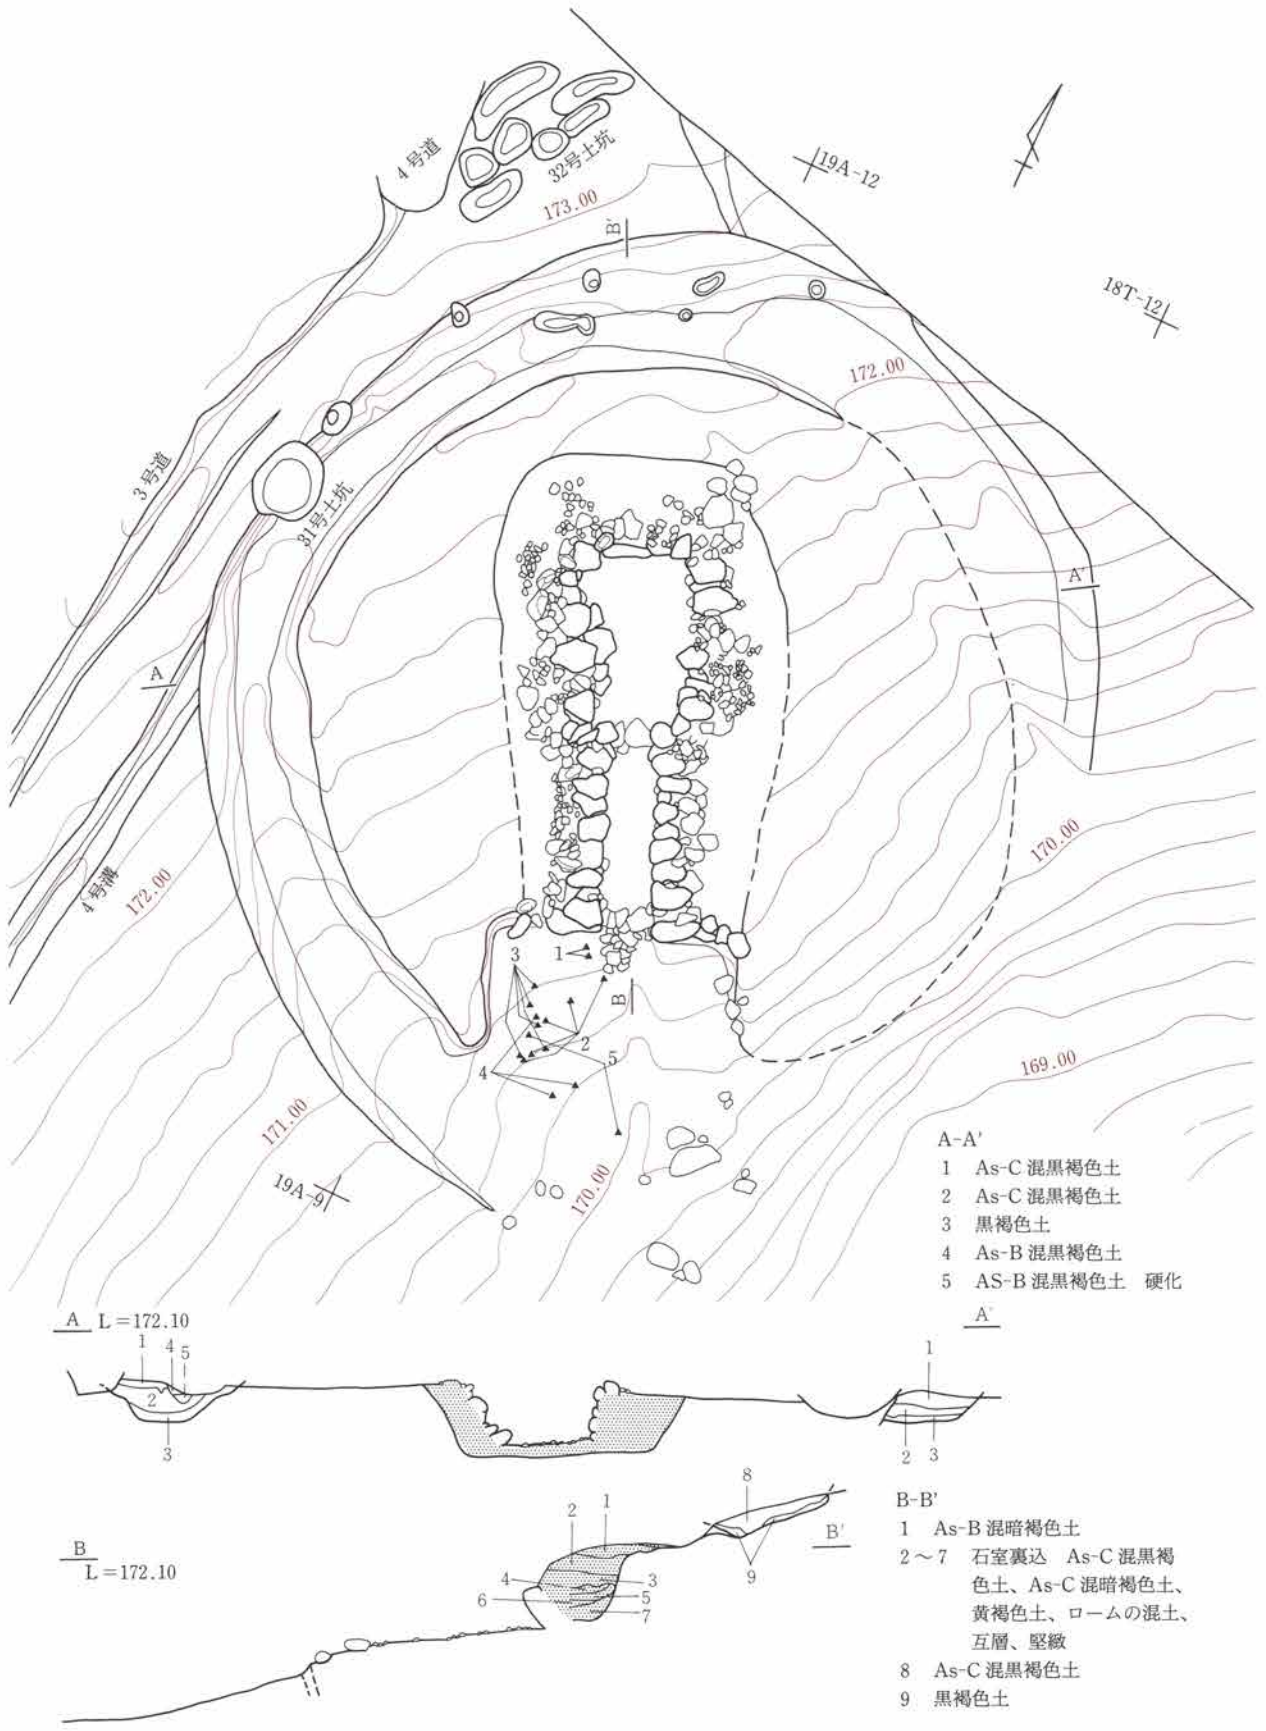 4号道
32号土坑
19A-12
173.00
B'
18T-12
172.00
3号道
31号土坑
A'
A
4号溝
172.00
170.00
3
1
B
2
5
4
169.00
171.00
19A-9
170.00
A-A'
1 As-C 混黒褐色土
2 As-C 混黒褐色土
3 黒褐色土
4 As-B 混黒褐色土
5 AS-B 混黒褐色土 硬化
A L=172.10
A'
1
4
5
2
3
1
2
3
B
L=172.10
B'
8
1
2
3
4
5
6
7
9
B-B'
1 As-B 混暗褐色土
2～7 石室裏込 As-C 混黒褐
色土、As-C 混暗褐色土、
黄褐色土、ロームの混土、
互層、堅緻
8 As-C 混黒褐色土
9 黒褐色土